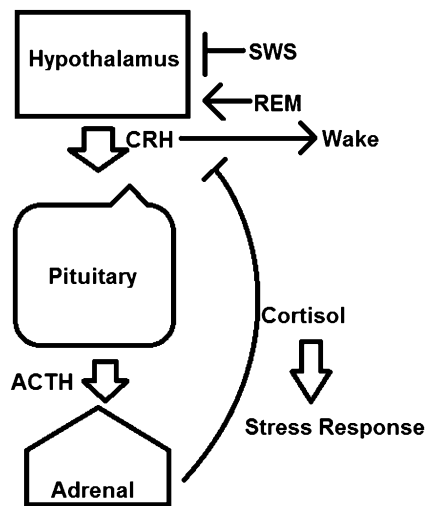 Hypothalamus
SWS
REM
CRH
Wake
Pituitary
Cortisol
ACTH
Stress Response
Adrenal